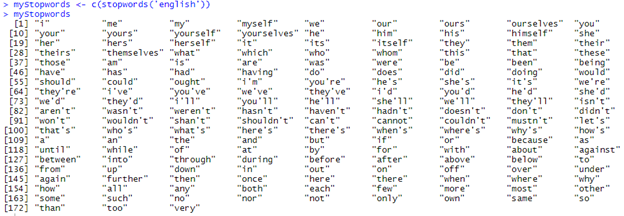 > myStopwords <- c(stopwords('english'))
> myStopwords
[1] "i" "me" "my" "myself" "we" "our" "ours" "ourselves" "you"
[10] "your" "yours" "yourself" "yourselves" "he" "him" "his" "himself" "she"
[19] "her" "hers" "herself" "it" "its" "itself" "they" "them" "their"
[28] "theirs" "themselves" "what" "which" "who" "whom" "this" "that" "these"
[37] "those" "am" "is" "are" "was" "were" "be" "been" "being"
[46] "have" "has" "had" "having" "do" "does" "did" "doing" "would"
[55] "should" "could" "ought" "i'm" "you're" "he's" "she's" "it's" "we're"
[64] "they're" "i've" "you've" "we've" "they've" "i'd" "you'd" "he'd" "she'd"
[73] "we'd" "they'd" "i'll" "you'll" "he'll" "she'll" "we'll" "they'll" "isn't"
[82] "aren't" "wasn't" "weren't" "hasn't" "haven't" "hadn't" "doesn't" "don't" "didn't"
[91] "won't" "wouldn't" "shan't" "shouldn't" "can't" "cannot" "couldn't" "mustn't" "let's"
[100] "that's" "who's" "what's" "here's" "there's" "when's" "where's" "why's" "how's"
[109] "a" "an" "the" "and" "but" "if" "or" "because" "as"
[118] "until" "while" "of" "at" "by" "for" "with" "about" "against"
[127] "between" "into" "through" "during" "before" "after" "above" "below" "to"
[136] "from" "up" "down" "in" "out" "on" "off" "over" "under"
[145] "again" "further" "then" "once" "here" "there" "when" "where" "why"
[154] "how" "all" "any" "both" "each" "few" "more" "most" "other"
[163] "some" "such" "no" "nor" "not" "only" "own" "same" "so"
[172] "than" "too" "very"